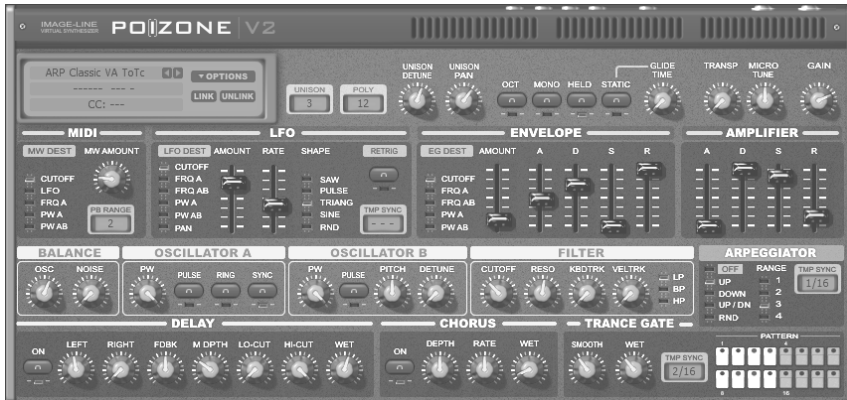 IMAGE-LINE
VIRTUAL SYNTHESIZER
POIZONE V2
ARP Classic VA ToTc
------ --- -
CC: ---
OPTIONS
LINK UNLINK
UNISON
3
POLY
12
UNISON DETUNE
UNISON PAN
OCT MONO HELD STATIC
GLIDE TIME
TRANSP
MICRO TUNE
GAIN
MIDI
MW DEST MW AMOUNT
CUTOFF
LFO
FRQ A
PW A
PW AB
PB RANGE
2
LFO
LFO DEST AMOUNT RATE SHAPE RETRIG
CUTOFF
FRQ A
FRQ AB
PW A
PW AB
PAN
SAW
PULSE
TRIANG
SINE
RND
TMP SYNC
- - -
ENVELOPE
EG DEST AMOUNT A D S R
CUTOFF
FRQ A
FRQ AB
PW A
PW AB
AMPLIFIER
A D S R
BALANCE
OSC NOISE
OSCILLATOR A
PW PULSE RING SYNC
OSCILLATOR B
PW PULSE PITCH DETUNE
FILTER
CUTOFF RESO KBDTRK VELTRK
LP
BP
HP
ARPEGGIATOR
OFF
UP
DOWN
UP / DN
RND
RANGE
1
2
3
4
TMP SYNC
1/16
DELAY
ON LEFT RIGHT FDBK M DPTH LO-CUT HI-CUT WET
CHORUS
ON DEPTH RATE WET
TRANCE GATE
SMOOTH WET
TMP SYNC
2/16
PATTERN
1 4
8 16